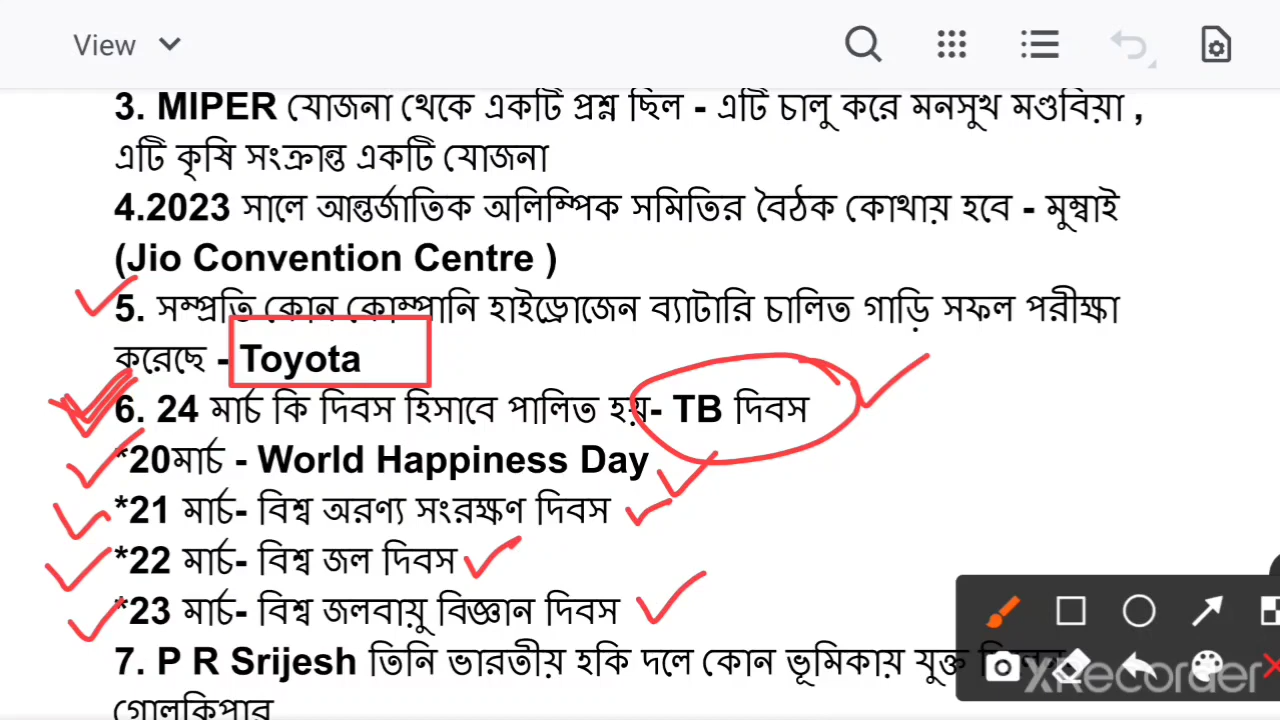 View
3. MIPER যোজনা থেকে একটি প্রশ্ন ছিল - এটি চালু করে মনসুখ মণ্ডবিয়া ,
এটি কৃষি সংক্রান্ত একটি যোজনা
4.2023 সালে আন্তর্জাতিক অলিম্পিক সমিতির বৈঠক কোথায় হবে - মুম্বাই
(Jio Convention Centre )
5. সম্প্রতি কোন কোম্পানি হাইড্রোজেন ব্যাটারি চালিত গাড়ি সফল পরীক্ষা
করেছে - Toyota
6. 24 মার্চ কি দিবস হিসাবে পালিত হয়- TB দিবস
*20মার্চ - World Happiness Day
*21 মার্চ- বিশ্ব অরণ্য সংরক্ষণ দিবস
*22 মার্চ- বিশ্ব জল দিবস
*23 মার্চ- বিশ্ব জলবায়ু বিজ্ঞান দিবস
7. P R Srijesh তিনি ভারতীয় হকি দলে কোন ভূমিকায় যুক্ত
গোলকিপার
XRecorder